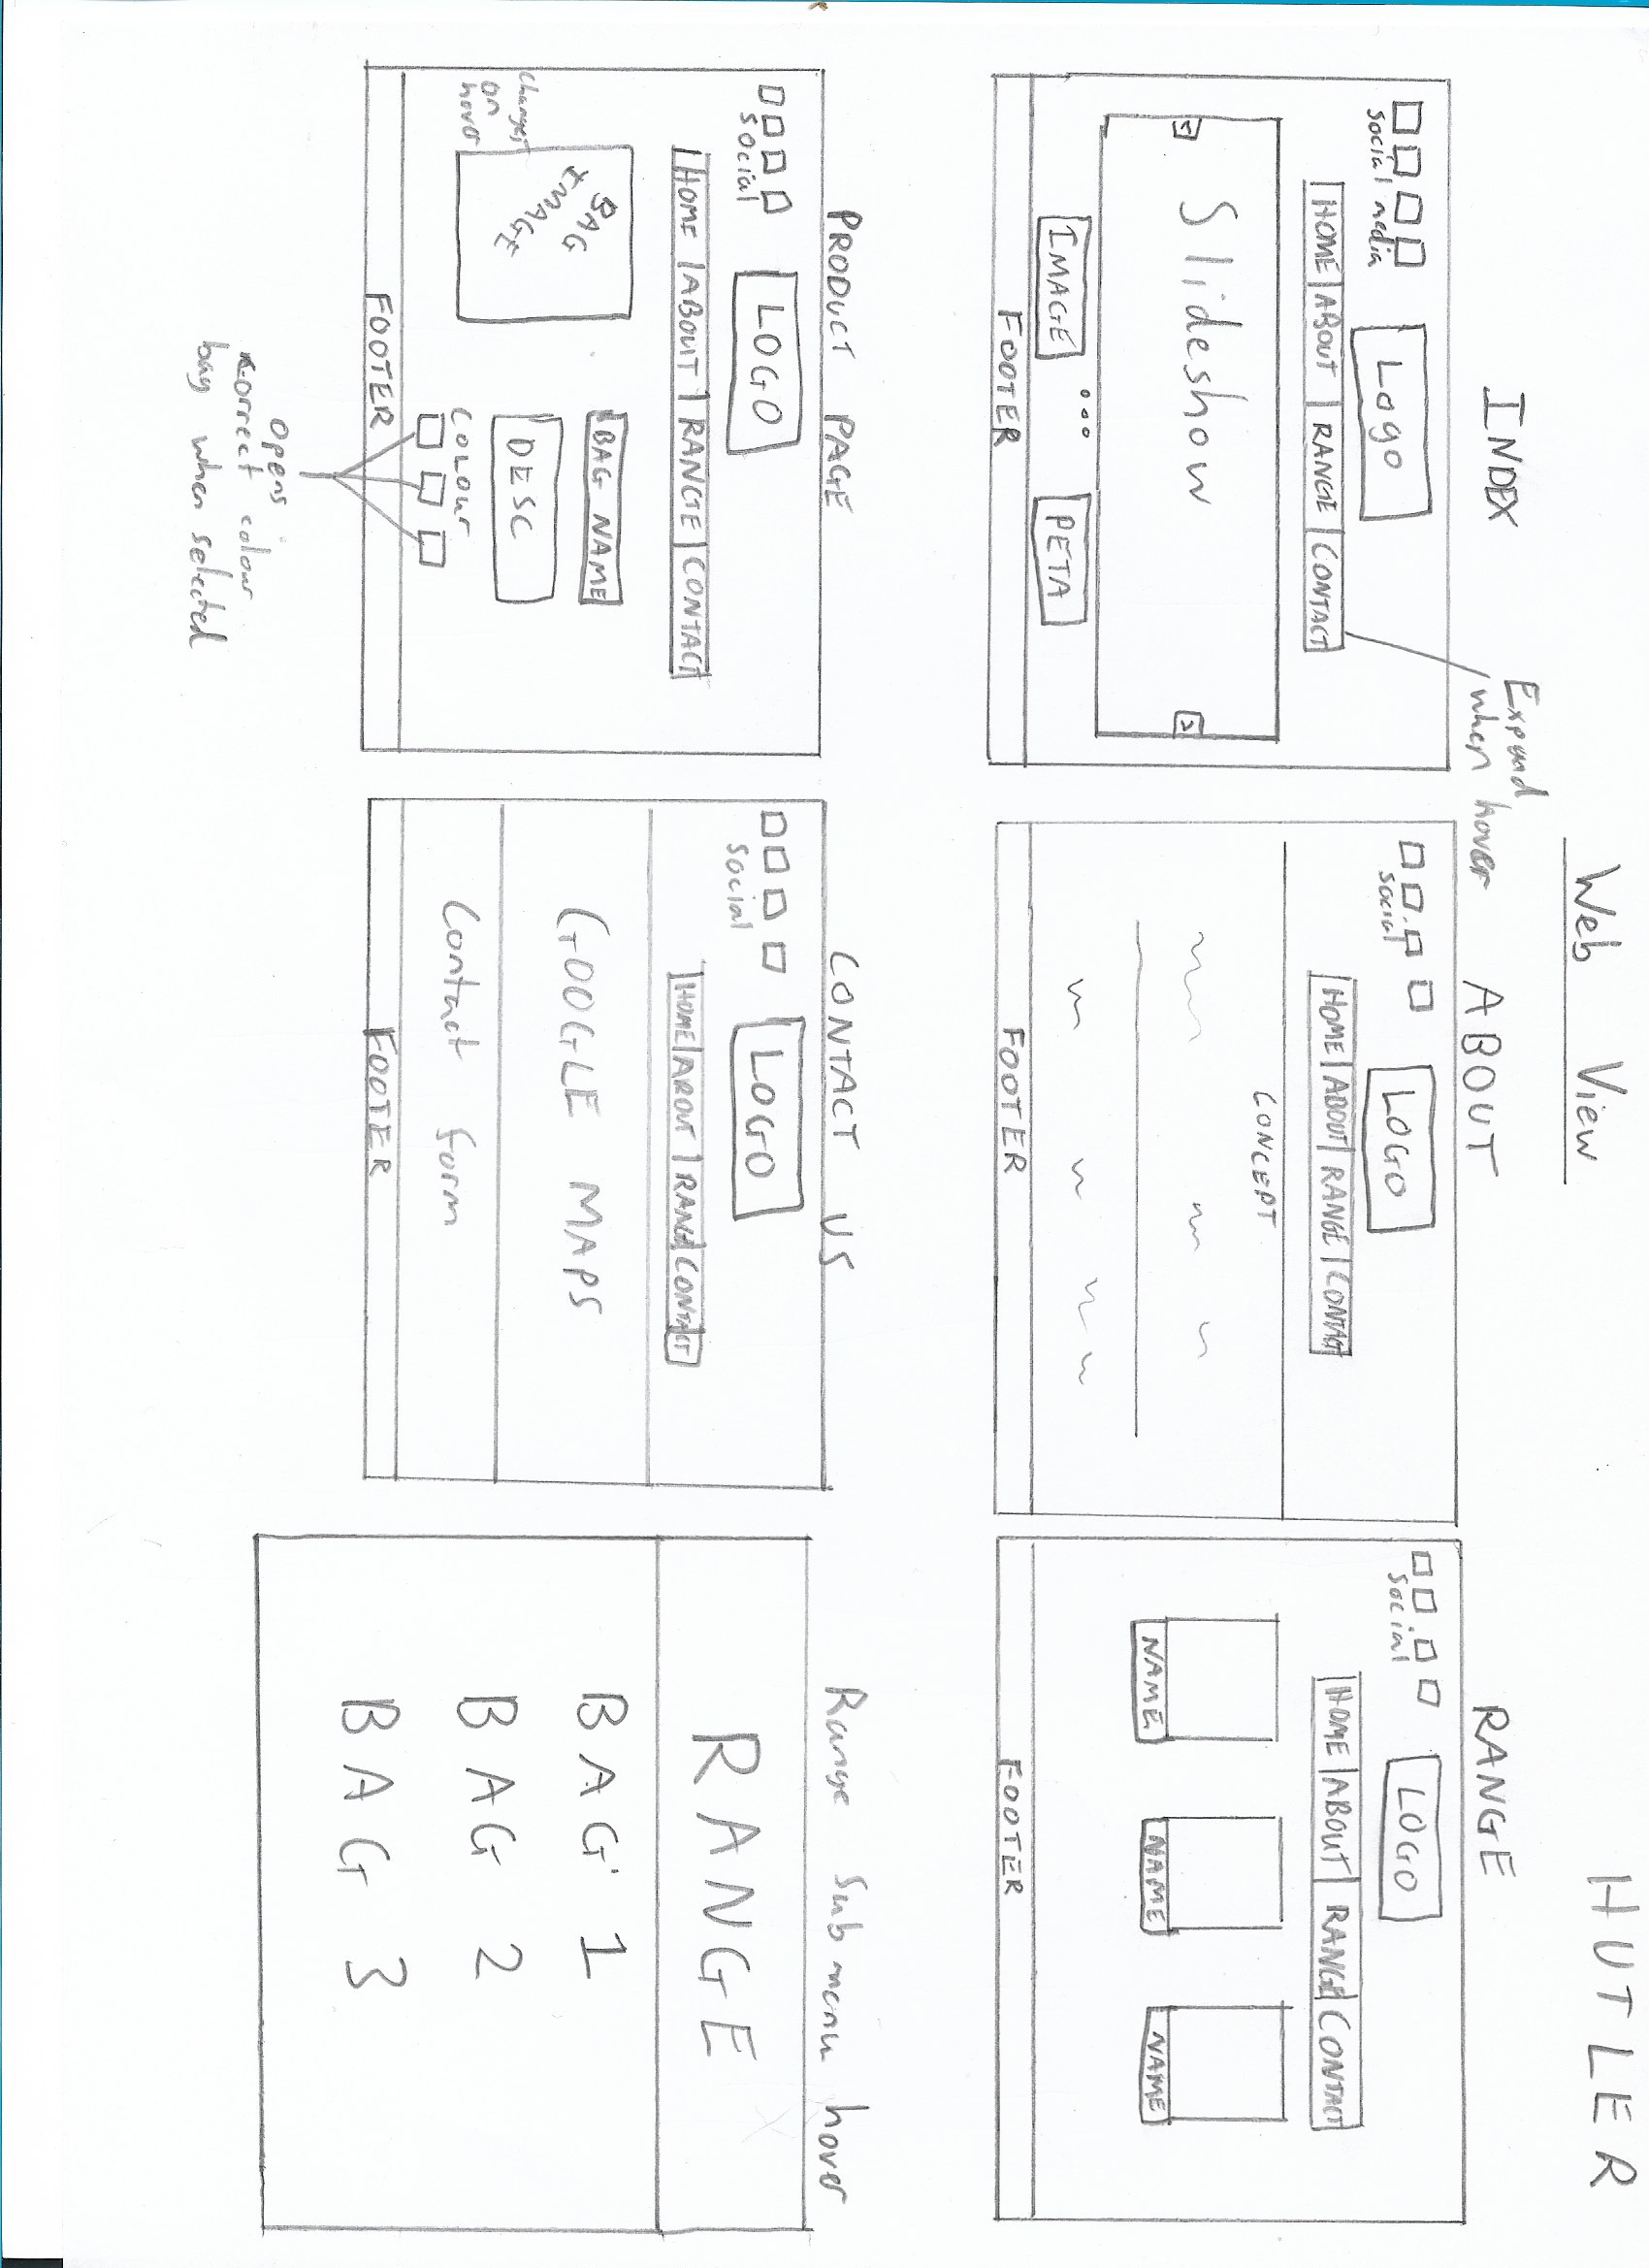 Web View
HUTLER
INDEX
Expand
when hover
social media
Logo
HOME ABOUT RANGE CONTACT
Slideshow
<
>
IMAGE
PETA
FOOTER
ABOUT
social
LOGO
HOME ABOUT RANGE CONTACT
CONCEPT
FOOTER
RANGE
social
LOGO
HOME ABOUT RANGE CONTACT
NAME NAME NAME
FOOTER
PRODUCT PAGE
social
LOGO
HOME ABOUT RANGE CONTACT
BAG
IMAGE
Changes
on
hover
BAG NAME
DESC
COLOUR
FOOTER
Opens
correct colour
bag when selected
CONTACT US
social
LOGO
HOME ABOUT RANGE CONTACT
GOOGLE MAPS
Contact form
FOOTER
Range Sub menu hover
RANGE
BAG 1
BAG 2
BAG 3